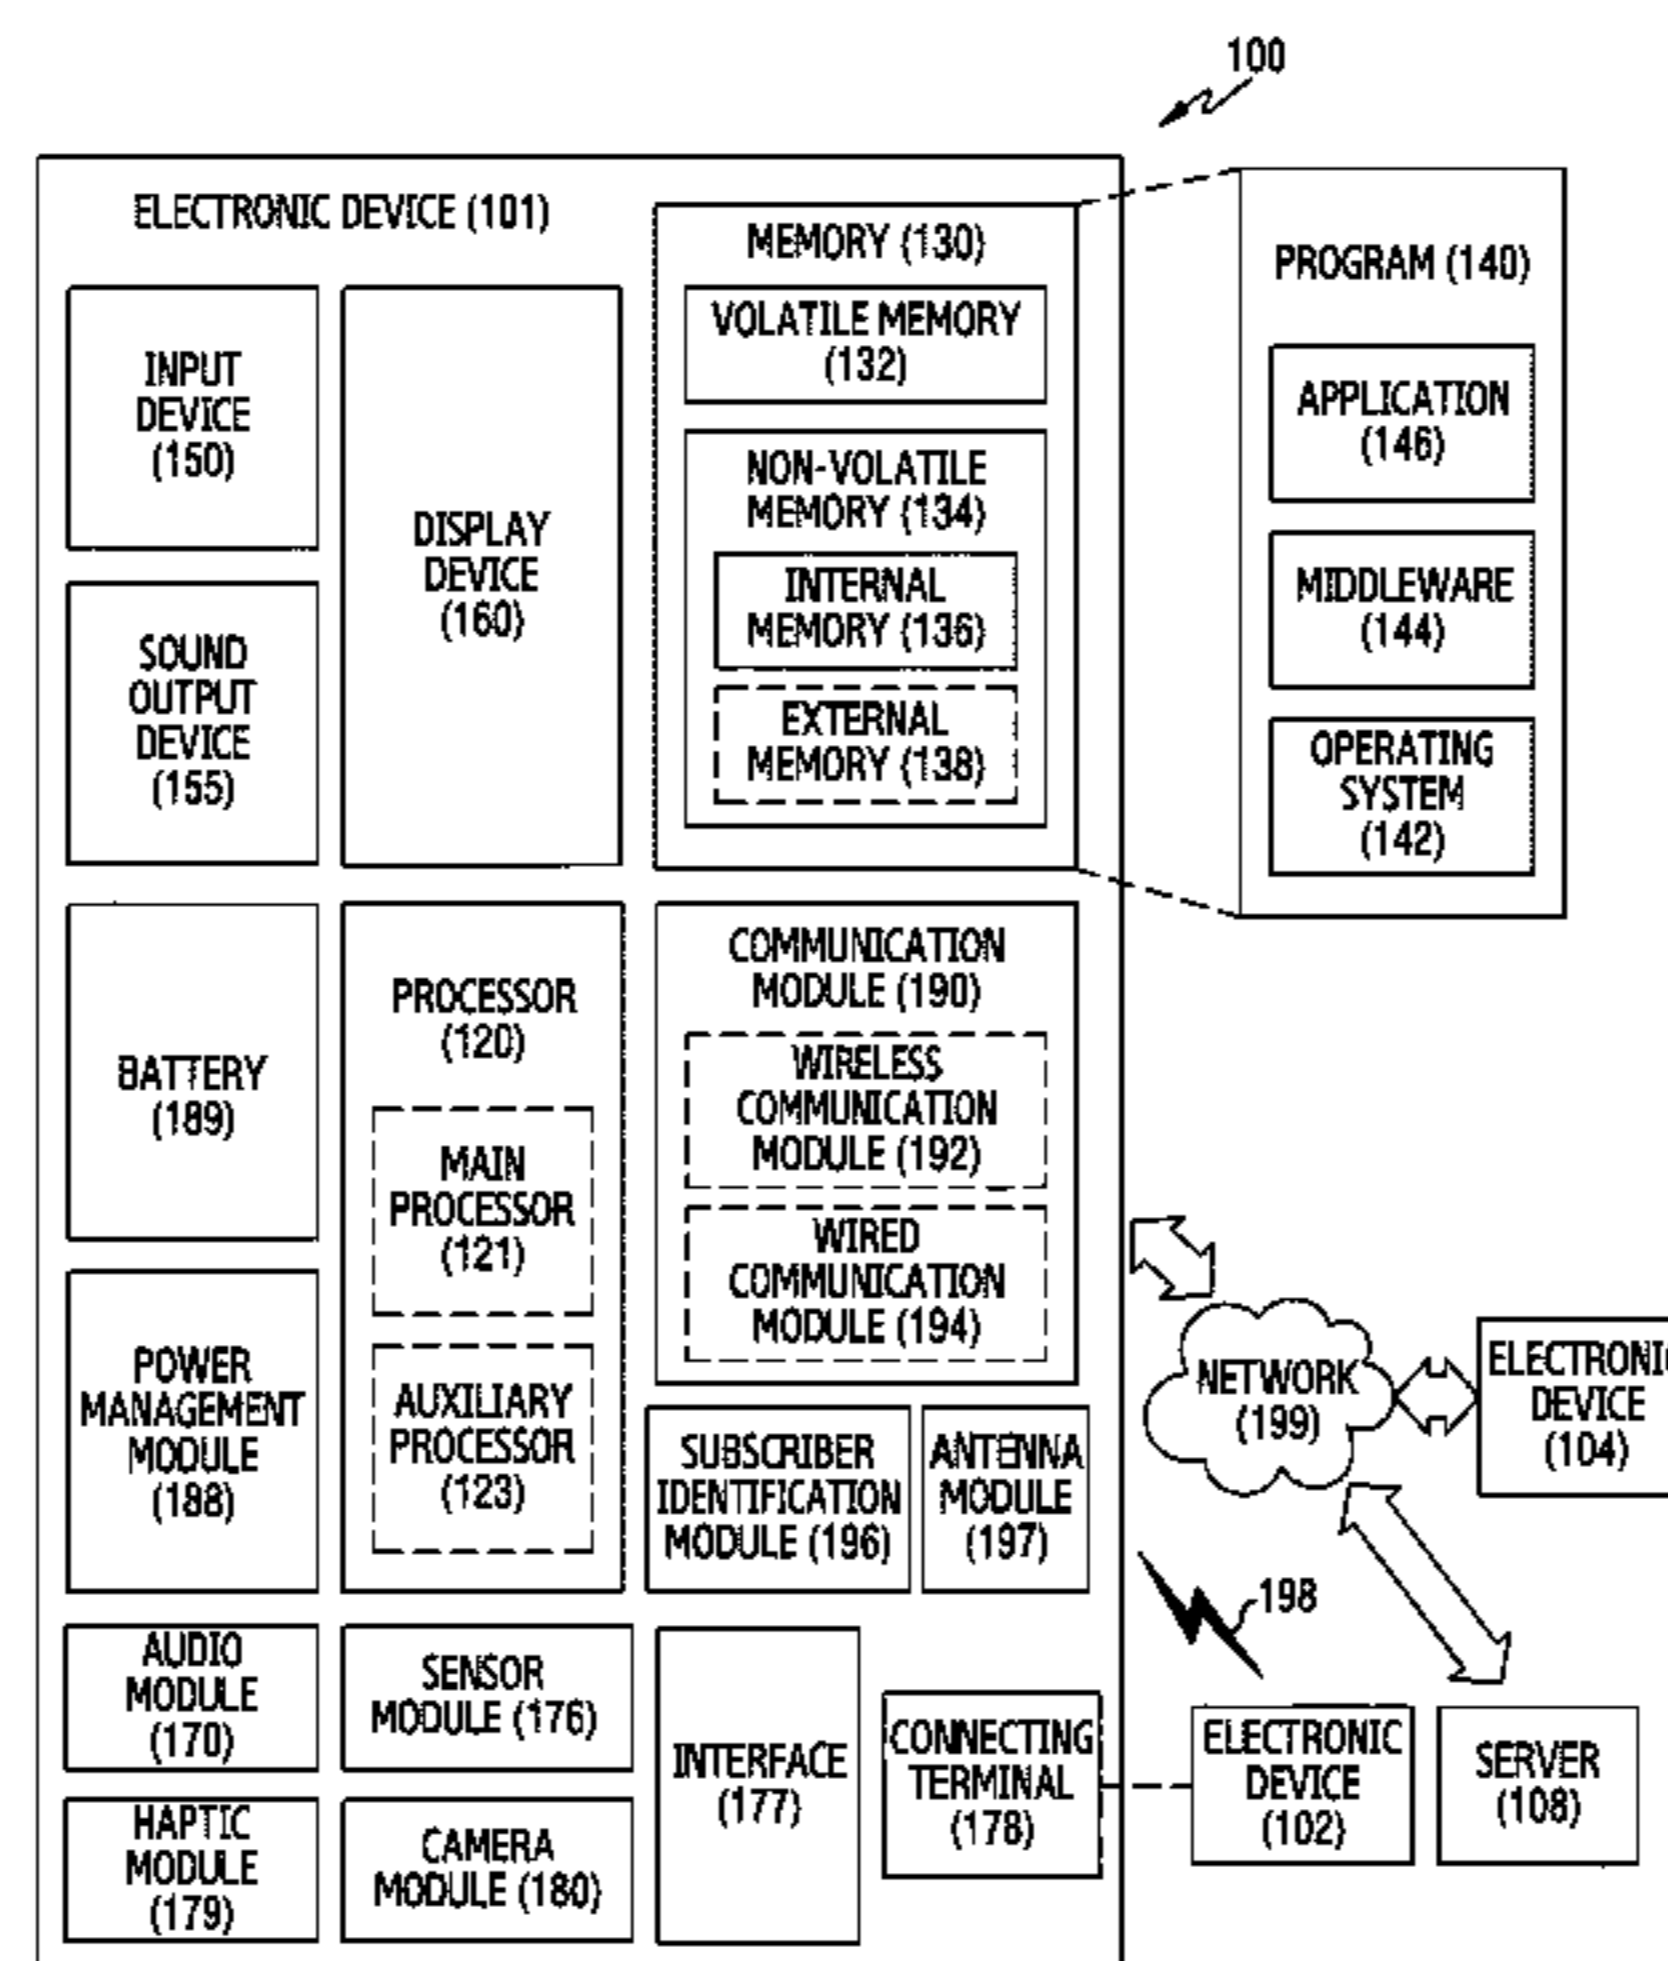 100
ELECTRONIC DEVICE (101)
INPUT
DEVICE
(150)
SOUND
OUTPUT
DEVICE
(155)
DISPLAY
DEVICE
(160)
MEMORY (130)
VOLATILE MEMORY
(132)
NON-VOLATILE
MEMORY (134)
INTERNAL
MEMORY (136)
EXTERNAL
MEMORY (138)
PROGRAM (140)
APPLICATION
(146)
MIDDLEWARE
(144)
OPERATING
SYSTEM
(142)
BATTERY
(189)
POWER
MANAGEMENT
MODULE
(188)
PROCESSOR
(120)
MAIN
PROCESSOR
(121)
AUXILIARY
PROCESSOR
(123)
COMMUNICATION
MODULE (190)
WIRELESS
COMMUNICATION
MODULE (192)
WIRED
COMMUNICATION
MODULE (194)
SUBSCRIBER
IDENTIFICATION
MODULE (196)
ANTENNA
MODULE
(197)
NETWORK
(199)
ELECTRONIC
DEVICE
(104)
198
AUDIO
MODULE
(170)
SENSOR
MODULE (176)
HAPTIC
MODULE
(179)
CAMERA
MODULE (180)
INTERFACE
(177)
CONNECTING
TERMINAL
(178)
ELECTRONIC
DEVICE
(102)
SERVER
(108)